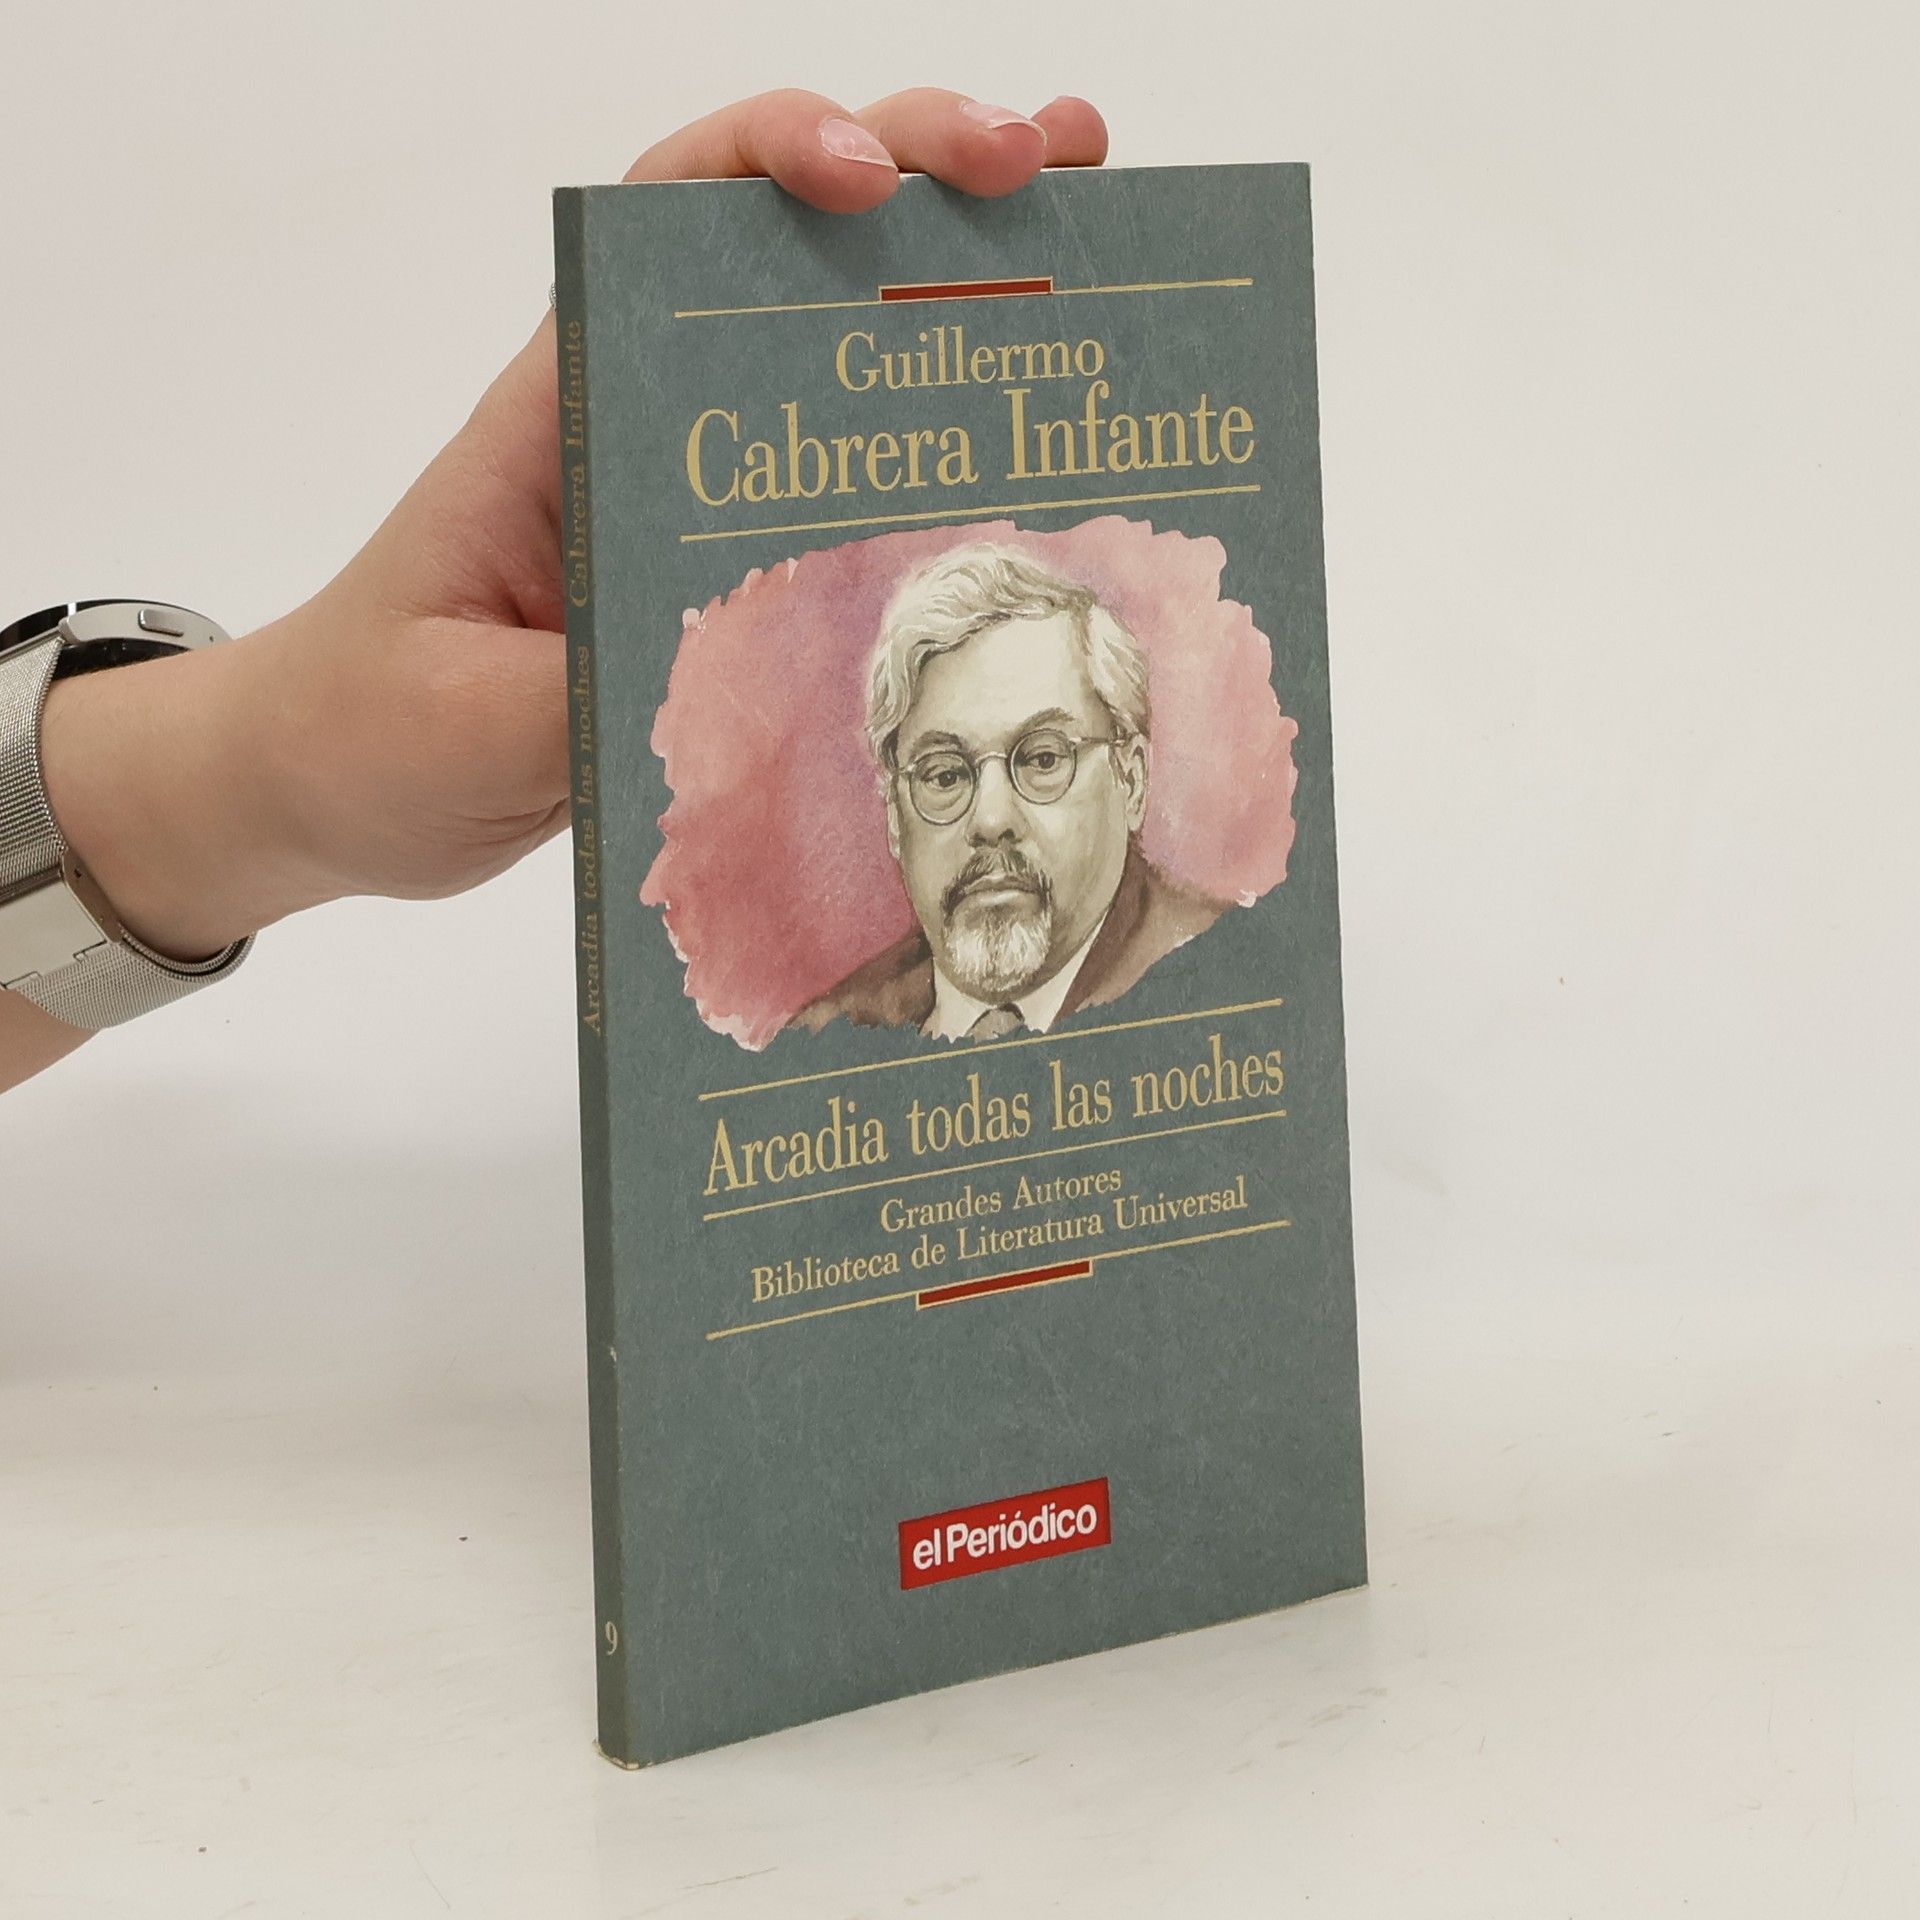 Guillermo
Cabrera Infante
Arcadia todas las noches
Grandes Autores
Biblioteca de Literatura Universal
el Periódico
Arcadia todas las noches Cabrera Infante
9